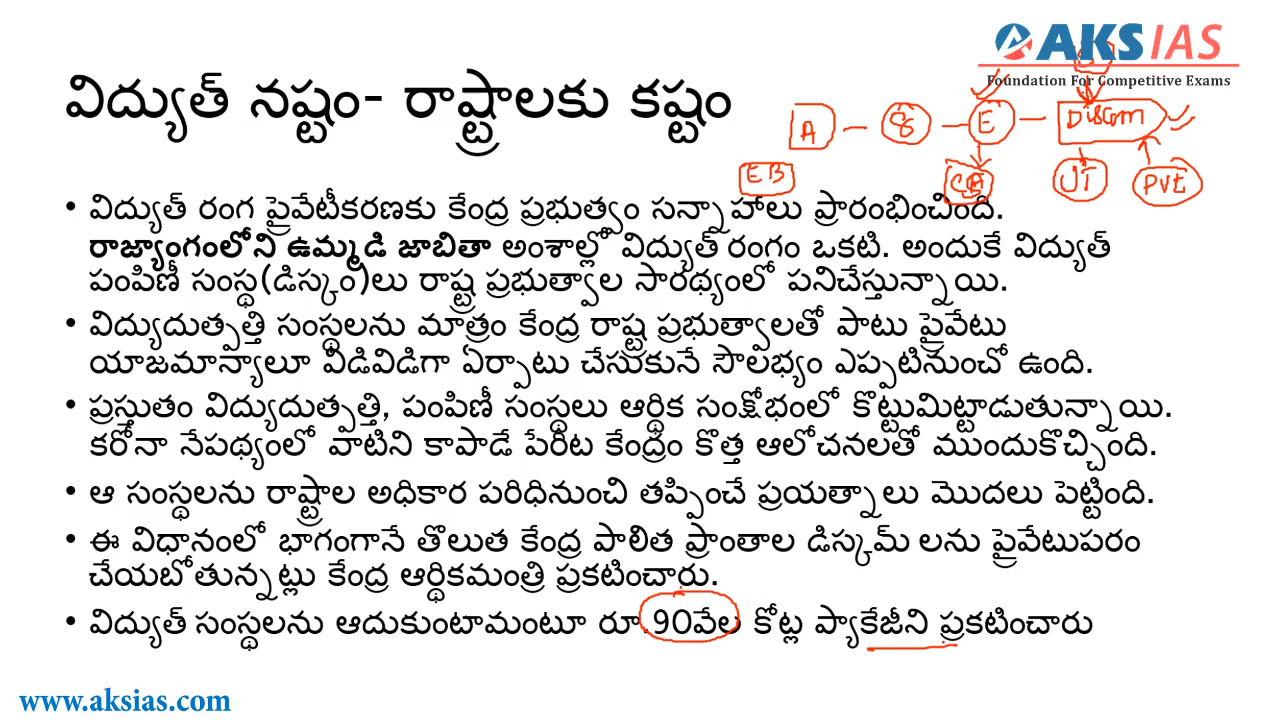 AKS IAS
Foundation For Competitive Exams
విద్యుత్ నష్టం- రాష్ట్రాలకు కష్టం
A
E
Discom
EB
UT
PVE
• విద్యుత్ రంగ ప్రైవేటీకరణకు కేంద్ర ప్రభుత్వం సన్నాహాలు ప్రారంభించింది.
రాజ్యాంగంలోని ఉమ్మడి జాబితా అంశాల్లో విద్యుత్ రంగం ఒకటి. అందుకే విద్యుత్
పంపిణీ సంస్థ(డిస్కం)లు రాష్ట్ర ప్రభుత్వాల సారథ్యంలో పనిచేస్తున్నాయి.
• విద్యుదుత్పత్తి సంస్థలను మాత్రం కేంద్ర రాష్ట్ర ప్రభుత్వాలతో పాటు ప్రైవేటు
యాజమాన్యాలూ విడివిడిగా ఏర్పాటు చేసుకునే సౌలభ్యం ఎప్పటినుంచో ఉంది.
• ప్రస్తుతం విద్యుదుత్పత్తి, పంపిణీ సంస్థలు ఆర్థిక సంక్షోభంలో కొట్టుమిట్టాడుతున్నాయి.
కరోనా నేపథ్యంలో వాటిని కాపాడే పేరిట కేంద్రం కొత్త ఆలోచనలతో ముందుకొచ్చింది.
• ఆ సంస్థలను రాష్ట్రాల అధికార పరిధినుంచి తప్పించే ప్రయత్నాలు మొదలు పెట్టింది.
• ఈ విధానంలో భాగంగానే తొలుత కేంద్ర పాలిత ప్రాంతాల డిస్కమ్ లను ప్రైవేటుపరం
చేయబోతున్నట్లు కేంద్ర ఆర్థికమంత్రి ప్రకటించారు.
• విద్యుత్ సంస్థలను ఆదుకుంటామంటూ రూ.90వేల కోట్ల ప్యాకేజీని ప్రకటించారు
www.aksias.com